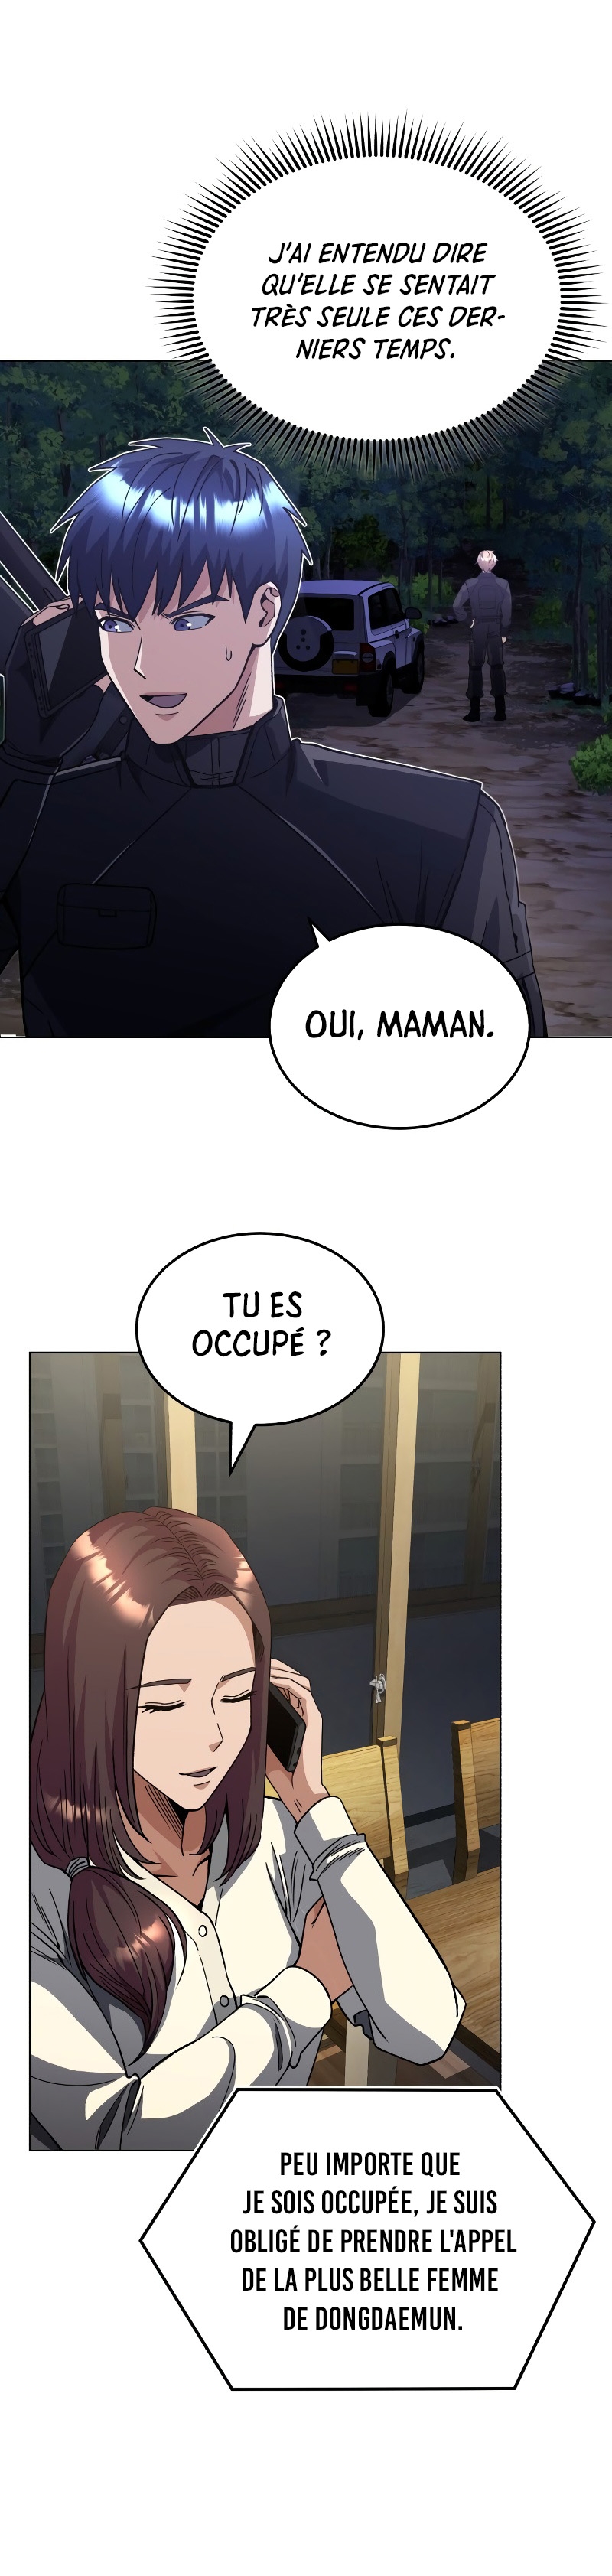 J'AI ENTENDU DIRE
QU'ELLE SE SENTAIT
TRÈS SEULE CES DER-
NIERS TEMPS.
OUI, MAMAN.
TU ES
OCCUPÉ ?
PEU IMPORTE QUE
JE SOIS OCCUPÉE, JE SUIS
OBLIGÉ DE PRENDRE L'APPEL
DE LA PLUS BELLE FEMME
DE DONGDAEMUN.